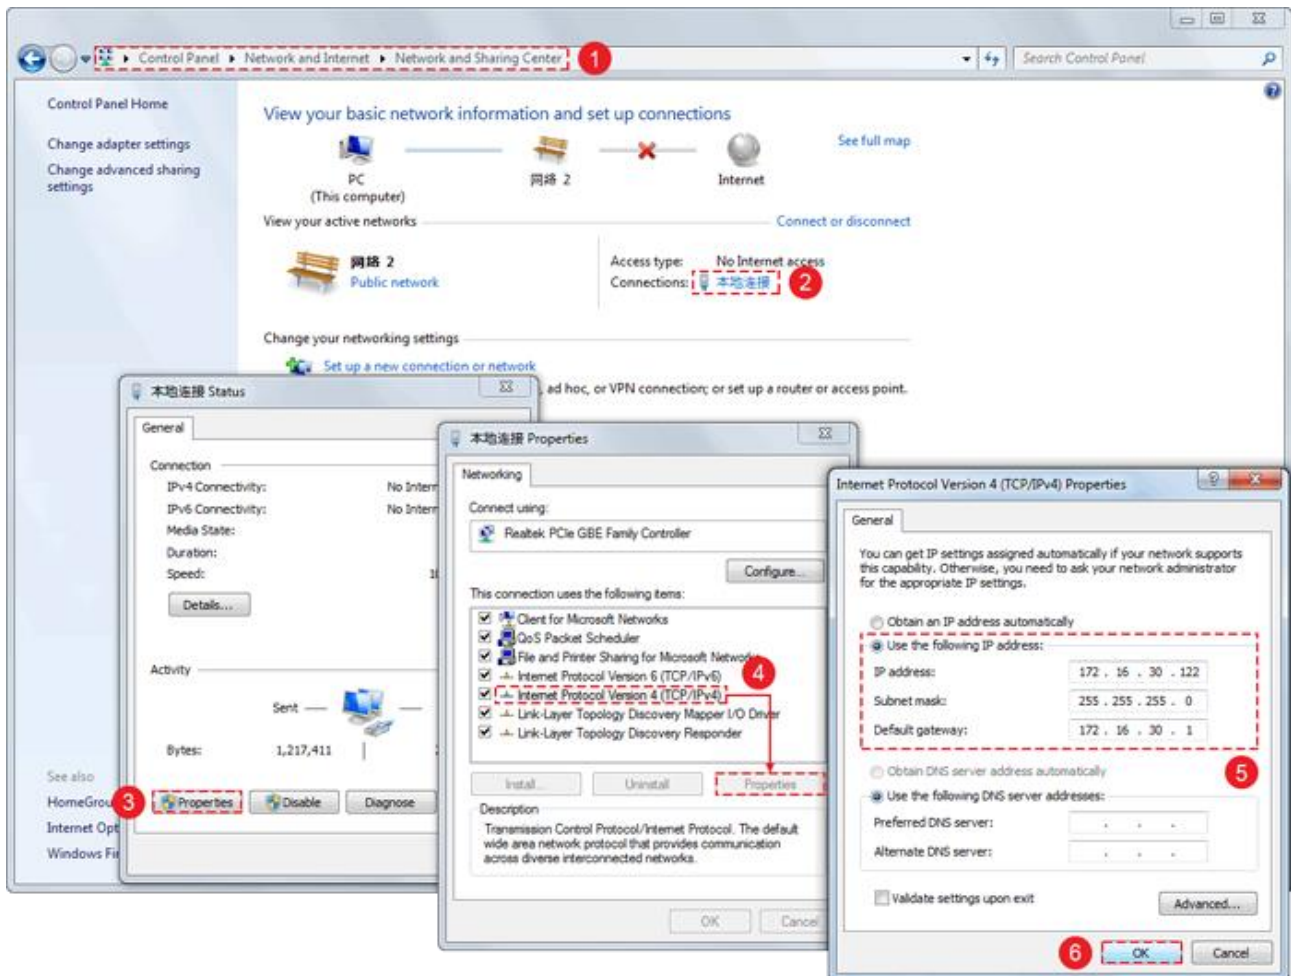 Control Panel ▸ Network and Internet ▸ Network and Sharing Center
1
Search Control Panel
Control Panel Home
Change adapter settings
Change advanced sharing
settings
See also
Internet Opt
Windows Fi
View your basic network information and set up connections
See full map
PC
(This computer)
网络 2
Internet
View your active networks
Connect or disconnect
网络 2
Public network
Access type: No Internet access
Connections: 本地连接
2
Change your networking settings
Set up a new connection or network
, ad hoc, or VPN connection; or set up a router or access point.
本地连接 Status
General
Connection
IPv4 Connectivity: No Intern
IPv6 Connectivity: No Intern
Media State:
Duration:
Speed: 10
Details...
Activity
Sent
Bytes: 1,217,411
3
Properties
Disable
Diagnose
本地连接 Properties
Networking
Connect using:
Realtek PCIe GBE Family Controller
Configure...
This connection uses the following items:
Client for Microsoft Networks
QoS Packet Scheduler
File and Printer Sharing for Microsoft Networks
Internet Protocol Version 6 (TCP/IPv6)
4
Internet Protocol Version 4 (TCP/IPv4)
Link-Layer Topology Discovery Mapper I/O Driver
Link-Layer Topology Discovery Responder
Install...
Uninstall
Properties
Description
Transmission Control Protocol/Internet Protocol. The default
wide area network protocol that provides communication
across diverse interconnected networks.
OK
Cancel
Internet Protocol Version 4 (TCP/IPv4) Properties
General
You can get IP settings assigned automatically if your network supports
this capability. Otherwise, you need to ask your network administrator
for the appropriate IP settings.
Obtain an IP address automatically
Use the following IP address:
IP address: 172 . 16 . 30 . 122
Subnet mask: 255 . 255 . 255 . 0
Default gateway: 172 . 16 . 30 . 1
Obtain DNS server address automatically
5
Use the following DNS server addresses:
Preferred DNS server: . . .
Alternate DNS server: . . .
Validate settings upon exit
Advanced...
6
OK
Cancel